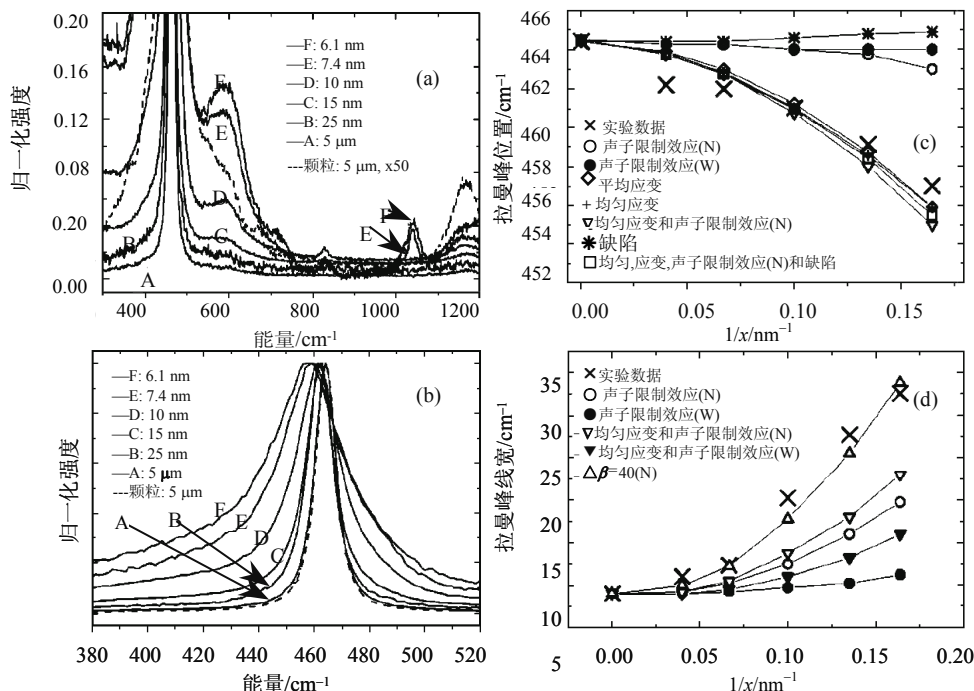 (a)
归一化强度
0.20
0.16
0.12
0.08
0.20
0.00
—F: 6.1 nm
—E: 7.4 nm
—D: 10 nm
—C: 15 nm
—B: 25 nm
—A: 5 μm
---颗粒: 5 μm, x50
F
E
D
C
B
A
F
E
400 600 800 1000 1200
能量/cm-1
(b)
归一化强度
—F: 6.1 nm
—E: 7.4 nm
—D: 10 nm
—C: 15 nm
—B: 25 nm
—A: 5 μm
---颗粒: 5 μm
A
B
F
E
D
C
380 400 420 440 460 480 500 520
能量/cm-1
(c)
拉曼峰位置/cm-1
466
464
462
460
458
456
454
452
实验数据
声子限制效应(N)
声子限制效应(W)
平均应变
均匀应变
均匀应变和声子限制效应(N)
缺陷
均匀,应变,声子限制效应(N)和缺陷
0.00 0.05 0.10 0.15
1/x/nm-1
(d)
拉曼峰线宽/cm-1
35
35
30
25
20
20
15
10
5
实验数据
声子限制效应(N)
声子限制效应(W)
均匀应变和声子限制效应(N)
均匀应变和声子限制效应(W)
β=40(N)
0.00 0.05 0.10 0.15 0.20
1/x/nm-1